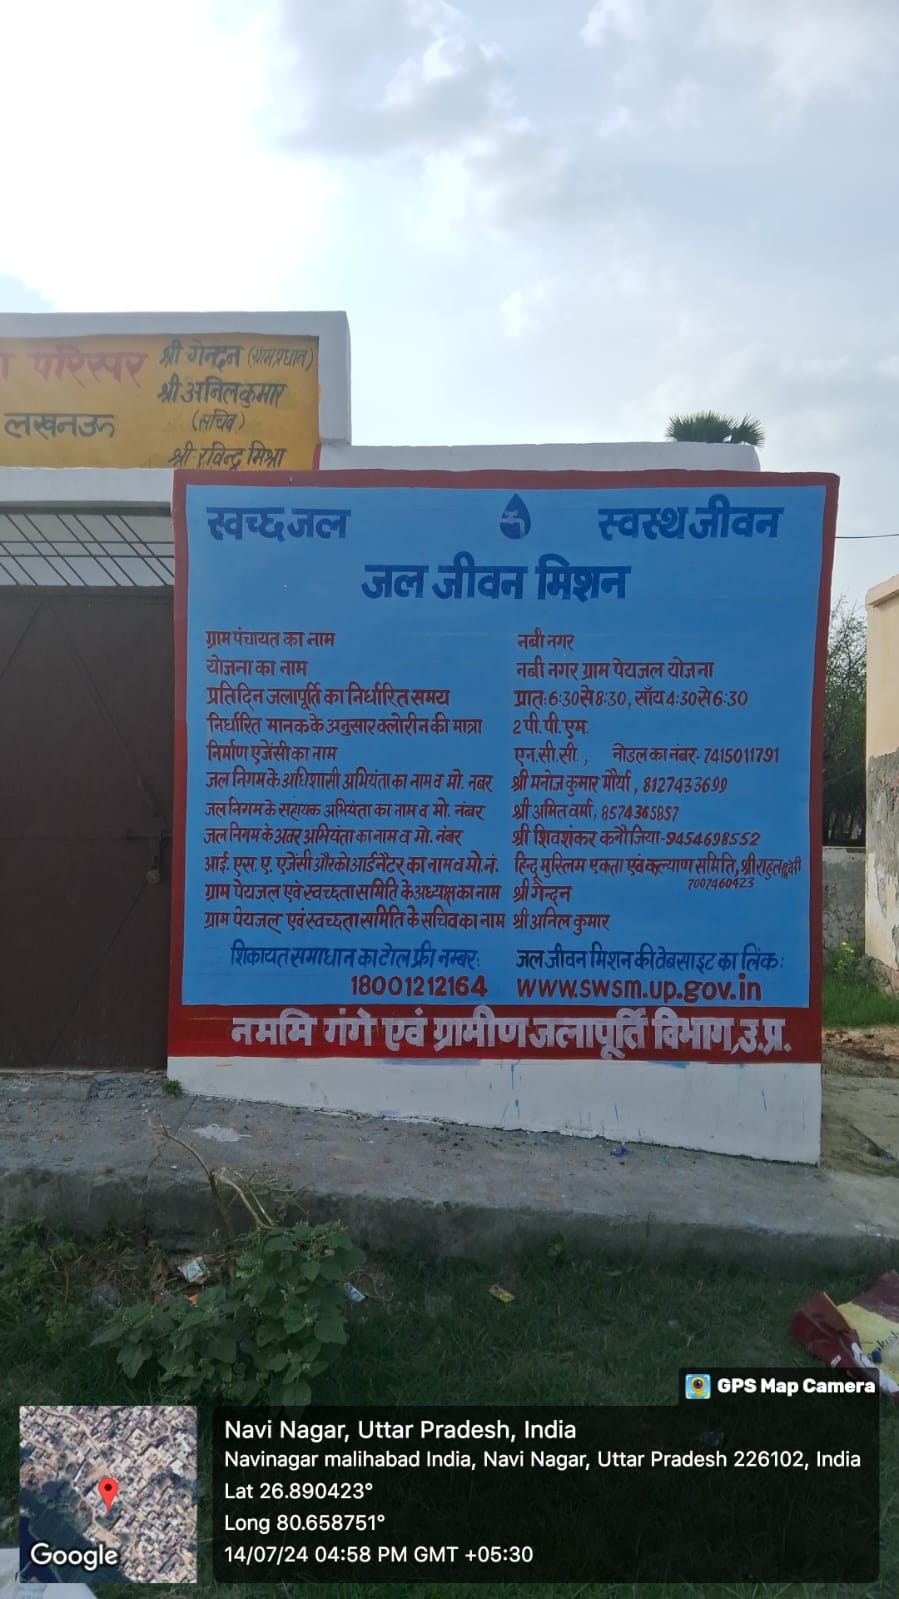 परिसर
लखनऊ
श्री गेन्दन (ग्रामप्रधान)
श्री अनिल कुमार
(सचिव)
श्री रविन्द्र मिश्रा
स्वच्छ जल
स्वस्थ जीवन
जल जीवन मिशन
ग्राम पंचायत का नाम नबी नगर
योजना का नाम नबी नगर ग्राम पेयजल योजना
प्रतिदिन जलापूर्ति का निर्धारित समय प्रातः 6:30 से 8:30, साँय 4:30 से 6:30
निर्धारित मानक के अनुसार क्लोरीन की मात्रा 2 पी. पी. एम.
निर्माण एजेंसी का नाम एन.सी.सी., नोडल का नंबर- 7415011791
जल निगम के अधिशासी अभियंता का नाम व मो. नंबर श्री मनोज कुमार मौर्या, 8127433699
जल निगम के सहायक अभियंता का नाम व मो. नंबर श्री अमित वर्मा, 8574365857
जल निगम के अवर अभियंता का नाम व मो. नंबर श्री शिवशंकर कनौजिया-9454698552
आई. एस. ए. एजेंसी और कोआर्डनैटर का नाम व मो.नं. हिन्दू मुस्लिम एकता एवं कल्याण समिति, श्री राहुल
7007460423
ग्राम पेयजल एवं स्वच्छता समिति के अध्यक्ष का नाम श्री गेन्दन
ग्राम पेयजल एवं स्वच्छता समिति के सचिव का नाम श्री अनिल कुमार
शिकायत समाधान का टोल फ्री नम्बर: जल जीवन मिशन की वेबसाइट का लिंक:
18001212164 www.swsm.up.gov.in
नममि गंगे एवं ग्रामीण जलापूर्ति विभाग, उ.प्र.
GPS Map Camera
Navi Nagar, Uttar Pradesh, India
Navinagar malihabad India, Navi Nagar, Uttar Pradesh 226102, India
Lat 26.890423°
Long 80.658751°
14/07/24 04:58 PM GMT +05:30
Google